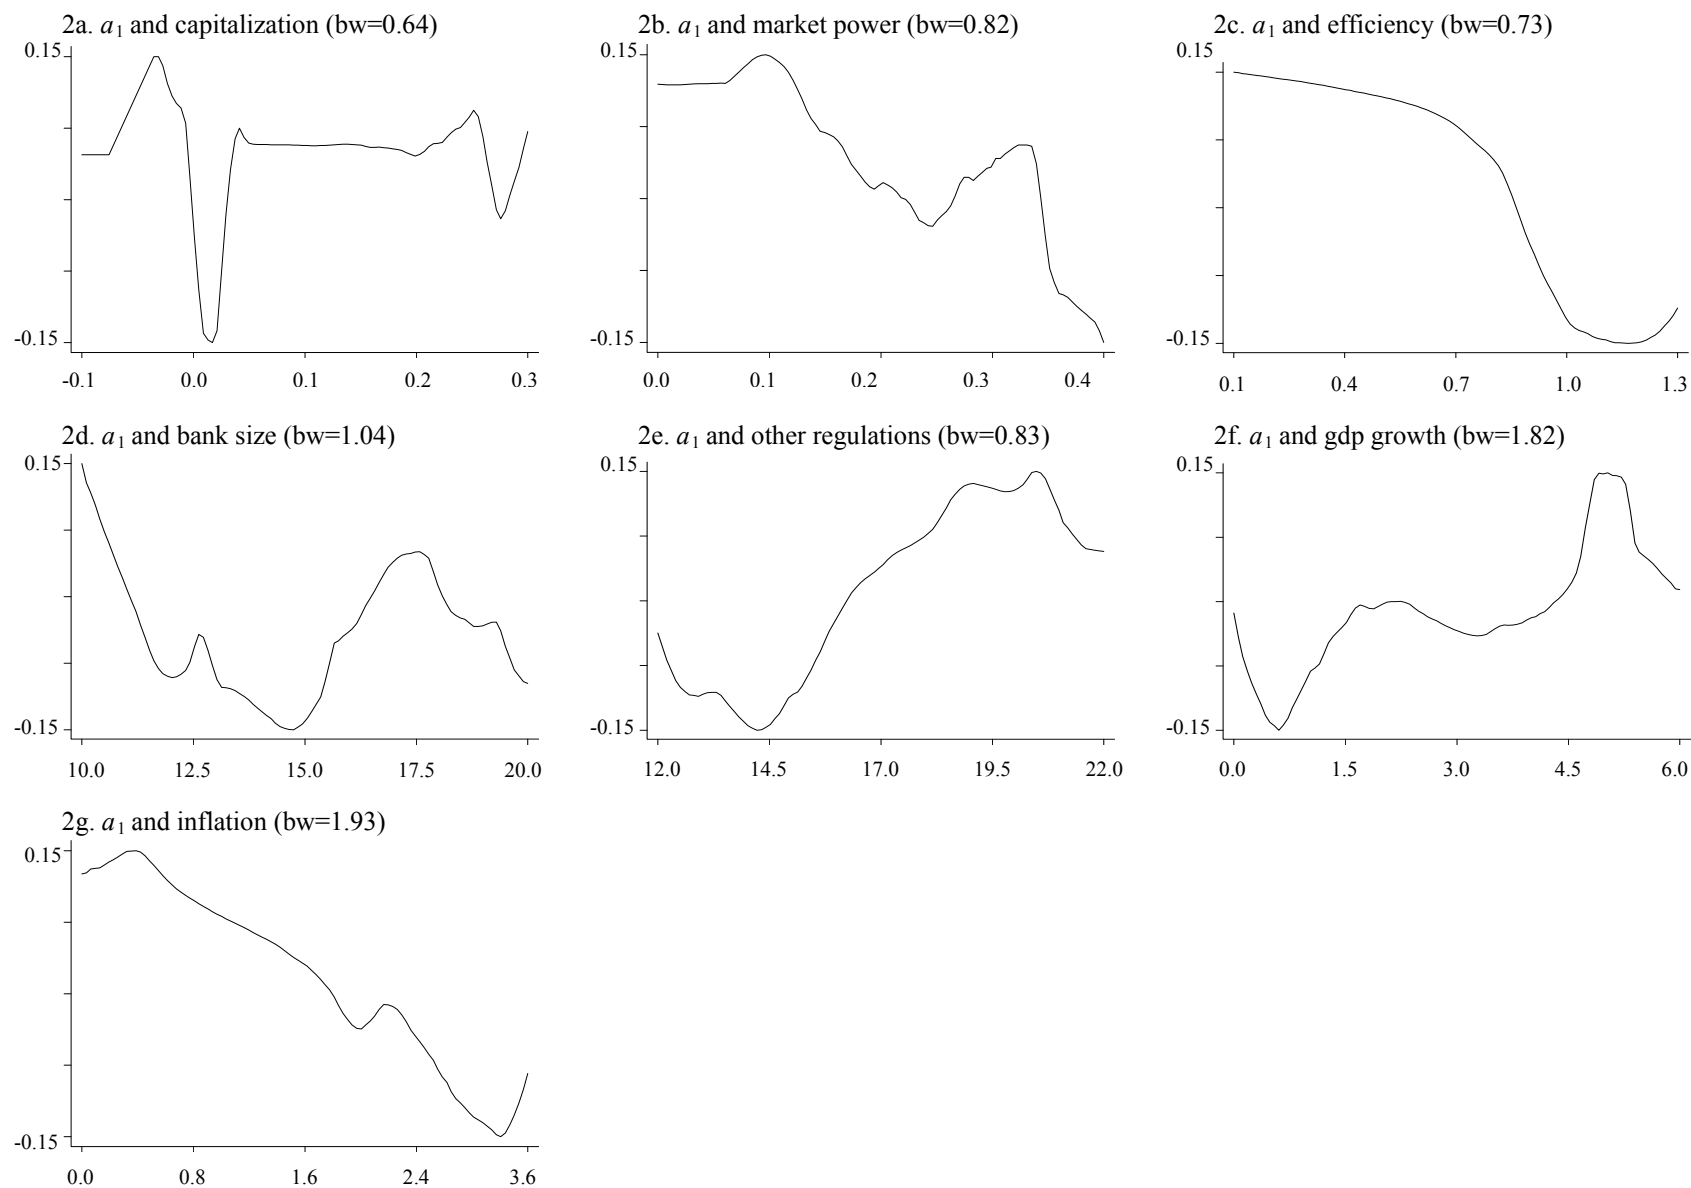 2a. a1 and capitalization (bw=0.64)
0.15
-0.15
-0.1 0.0 0.1 0.2 0.3
2b. a1 and market power (bw=0.82)
0.15
-0.15
0.0 0.1 0.2 0.3 0.4
2c. a1 and efficiency (bw=0.73)
0.15
-0.15
0.1 0.4 0.7 1.0 1.3
2d. a1 and bank size (bw=1.04)
0.15
-0.15
10.0 12.5 15.0 17.5 20.0
2e. a1 and other regulations (bw=0.83)
0.15
-0.15
12.0 14.5 17.0 19.5 22.0
2f. a1 and gdp growth (bw=1.82)
0.15
-0.15
0.0 1.5 3.0 4.5 6.0
2g. a1 and inflation (bw=1.93)
0.15
-0.15
0.0 0.8 1.6 2.4 3.6